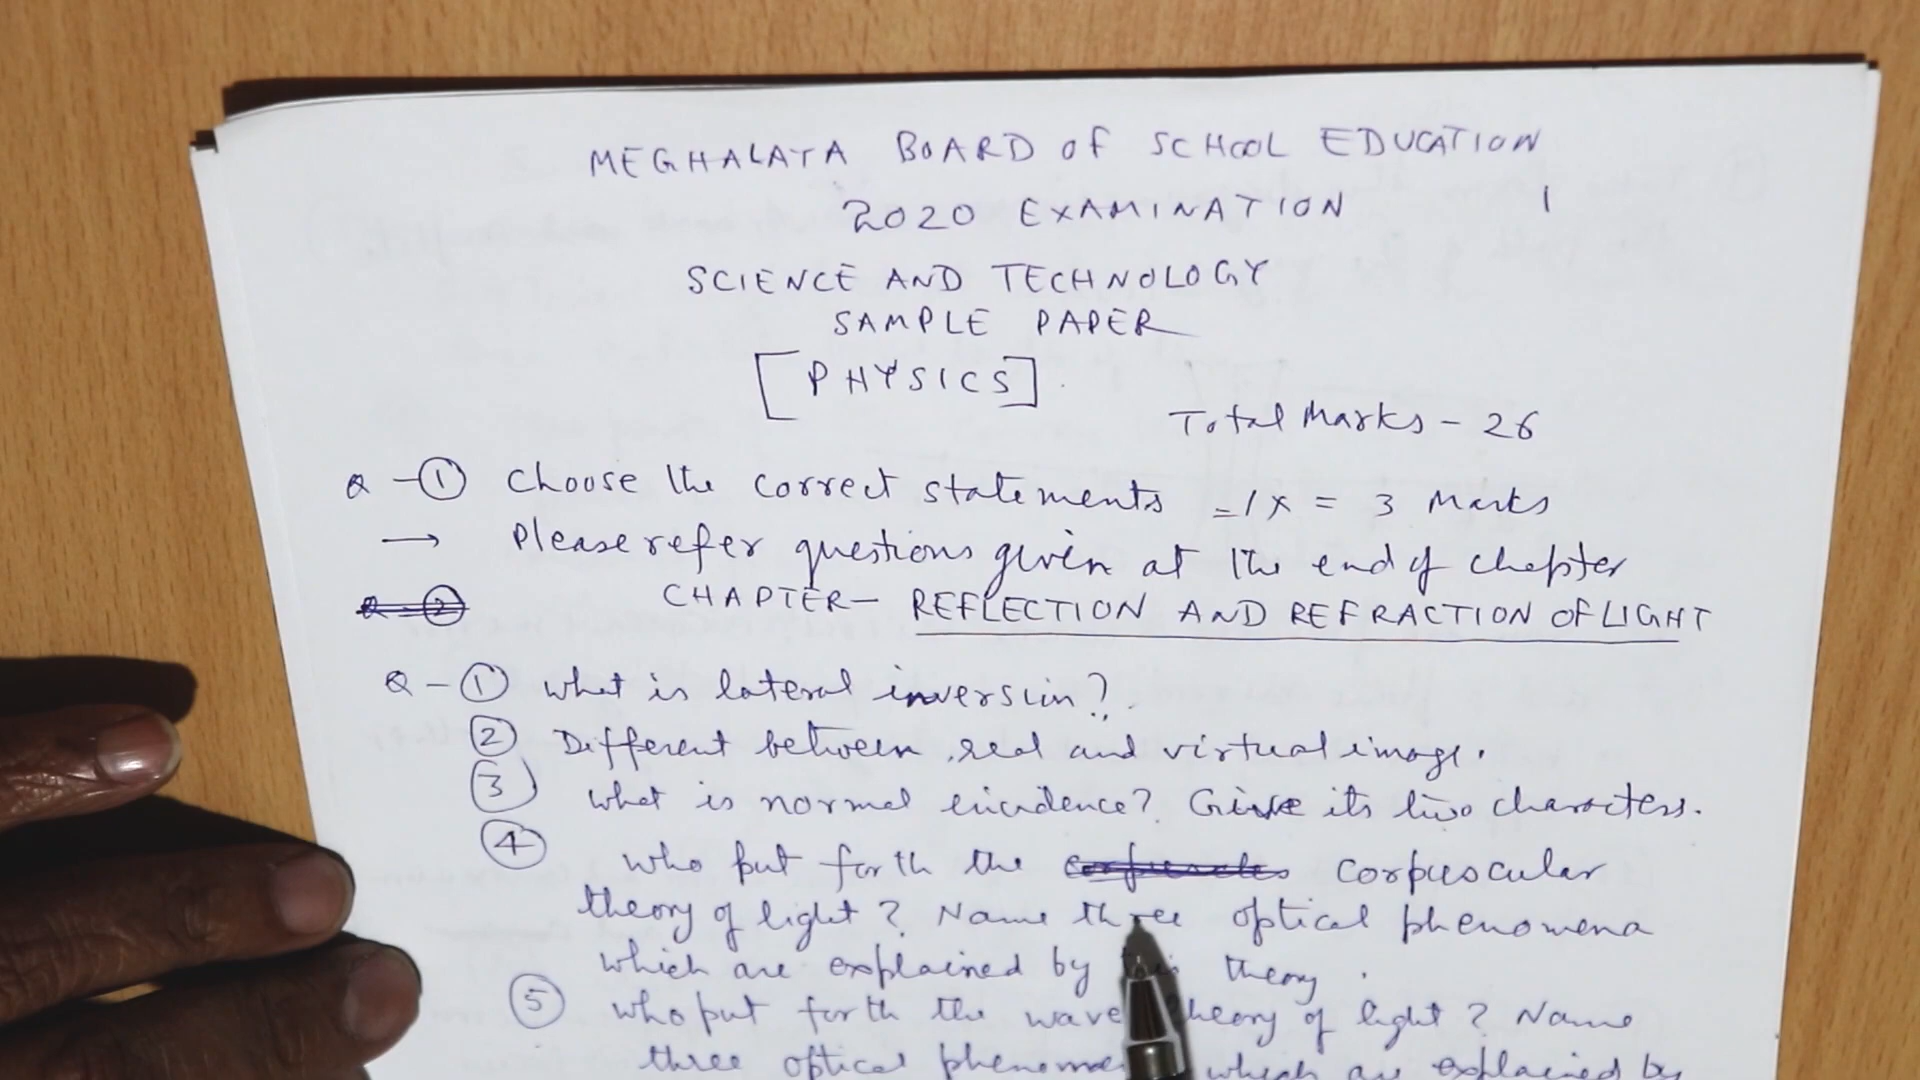 MEGHALAYA BOARD OF SCHOOL EDUCATION
2020 EXAMINATION 1
SCIENCE AND TECHNOLOGY
SAMPLE PAPER
[PHYSICS]
Total Marks - 26
Q - ① Choose the correct statements = 1 x = 3 Marks
→ Please refer questions given at the end of chapter
Q - ② CHAPTER - REFLECTION AND REFRACTION OF LIGHT
Q - ① What is lateral inversion?
② Different between real and virtual image.
③ What is normal incidence? Give its two characters.
④ Who put forth the corpuscular
theory of light? Name three optical phenomena
which are explained by this theory.
⑤ Who put forth the wave theory of light? Name
three optical phenomena which are explained by